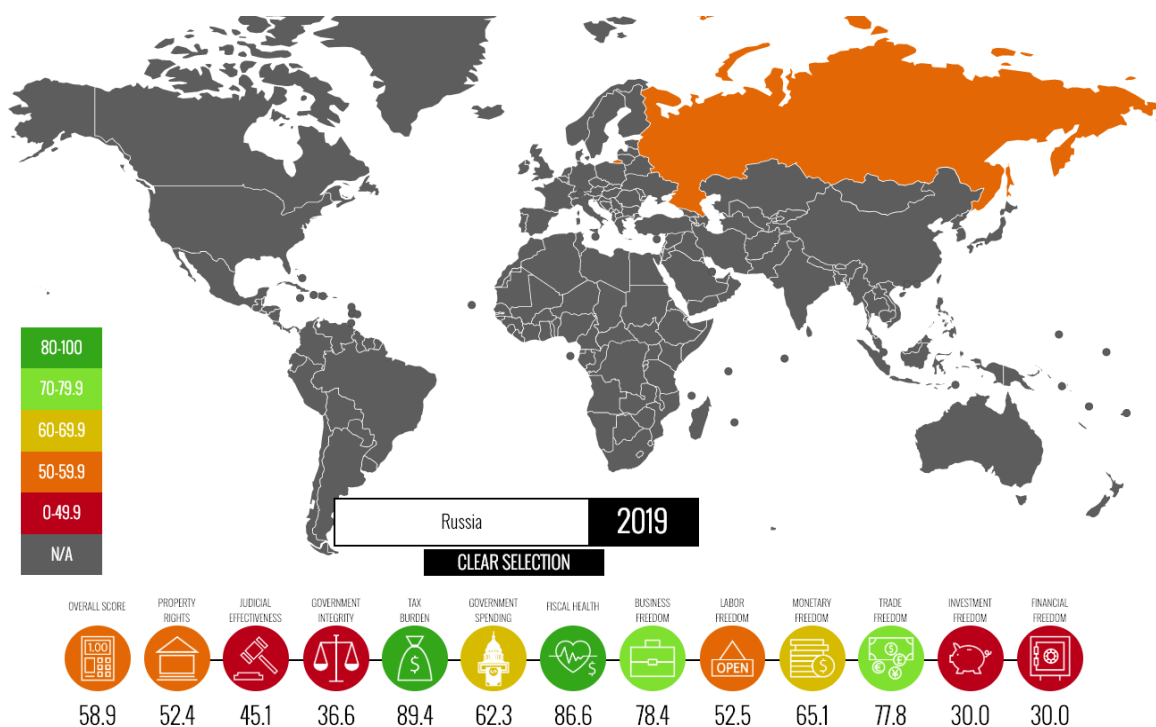 80-100
70-79.9
60-69.9
50-59.9
0-49.9
N/A
Russia
2019
CLEAR SELECTION
OVERALL SCORE
PROPERTY
RIGHTS
JUDICIAL
EFFECTIVENESS
GOVERNMENT
INTEGRITY
TAX
BURDEN
GOVERNMENT
SPENDING
FISCAL HEALTH
BUSINESS
FREEDOM
LABOR
FREEDOM
MONETARY
FREEDOM
TRADE
FREEDOM
INVESTMENT
FREEDOM
FINANCIAL
FREEDOM
1.00
$
$
OPEN
$
$
€
¥
58.9
52.4
45.1
36.6
89.4
62.3
86.6
78.4
52.5
65.1
77.8
30.0
30.0